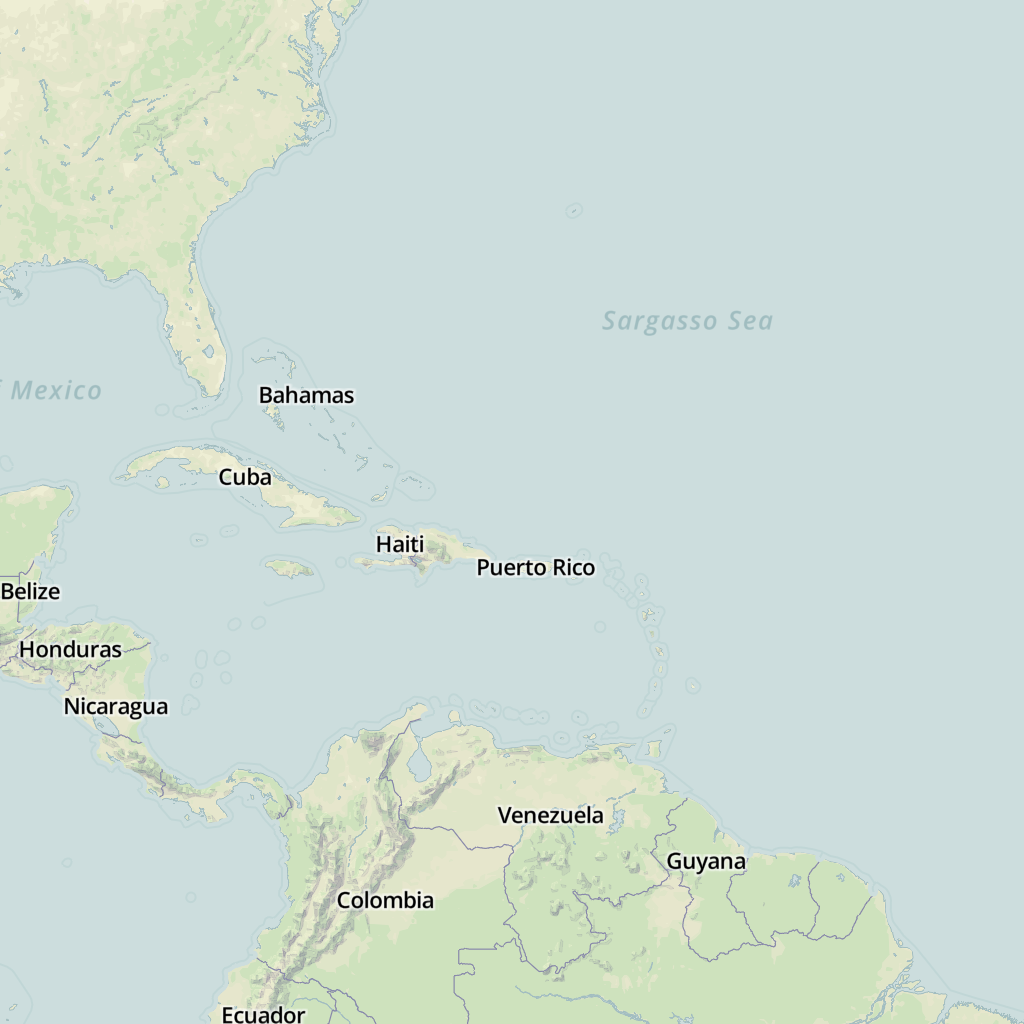 Sargasso Sea
Mexico
Bahamas
Cuba
Haiti
Puerto Rico
Belize
Honduras
Nicaragua
Venezuela
Guyana
Colombia
Ecuador